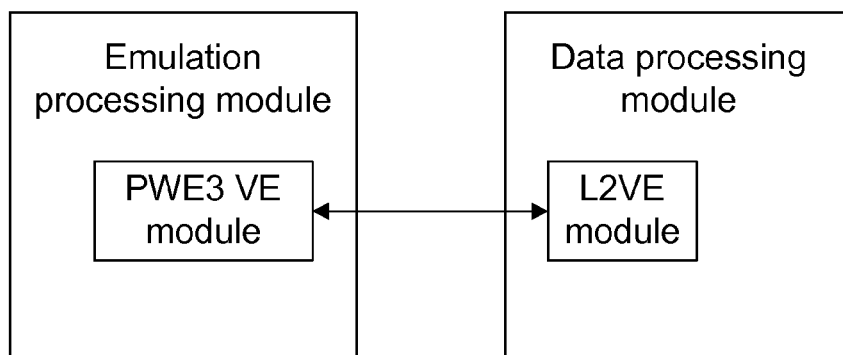 Emulation
processing module
PWE3 VE
module
Data processing
module
L2VE
module